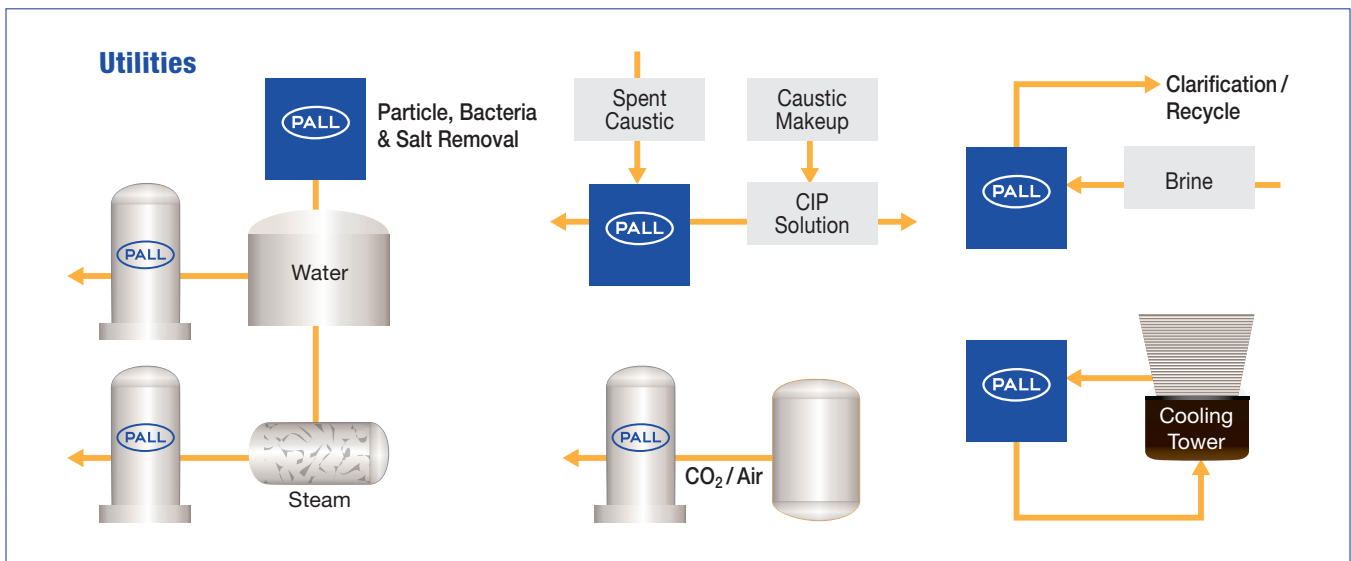 Utilities
PALL
Particle, Bacteria
& Salt Removal
PALL
Water
PALL
Steam
Spent
Caustic
Caustic
Makeup
PALL
CIP
Solution
PALL
CO₂ / Air
Clarification /
Recycle
PALL
Brine
PALL
Cooling
Tower